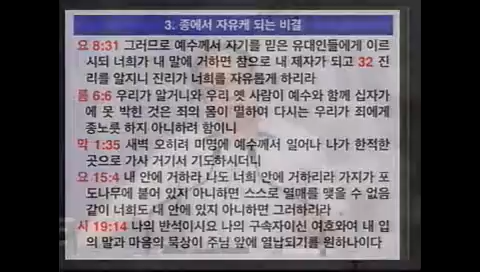 3. 종에서 자유케 되는 비결
요 8:31 그러므로 예수께서 자기를 믿은 유대인들에게 이르
시되 너희가 내 말에 거하면 참으로 내 제자가 되고 32 진
리를 알지니 진리가 너희를 자유롭게 하리라
롬 6:6 우리가 알거니와 우리 옛 사람이 예수와 함께 십자가
에 못 박힌 것은 죄의 몸이 멸하여 다시는 우리가 죄에게
종노릇 하지 아니하려 함이니
막 1:35 새벽 오히려 미명에 예수께서 일어나 나가 한적한
곳으로 가사 거기서 기도하시더니
요 15:4 내 안에 거하라 나도 너희 안에 거하리라 가지가 포
도나무에 붙어 있지 아니하면 스스로 열매를 맺을 수 없음
같이 너희도 내 안에 있지 아니하면 그러하리라
시 19:14 나의 반석이시요 나의 구속자이신 여호와여 내 입
의 말과 마음의 묵상이 주님 앞에 열납되기를 원하나이다